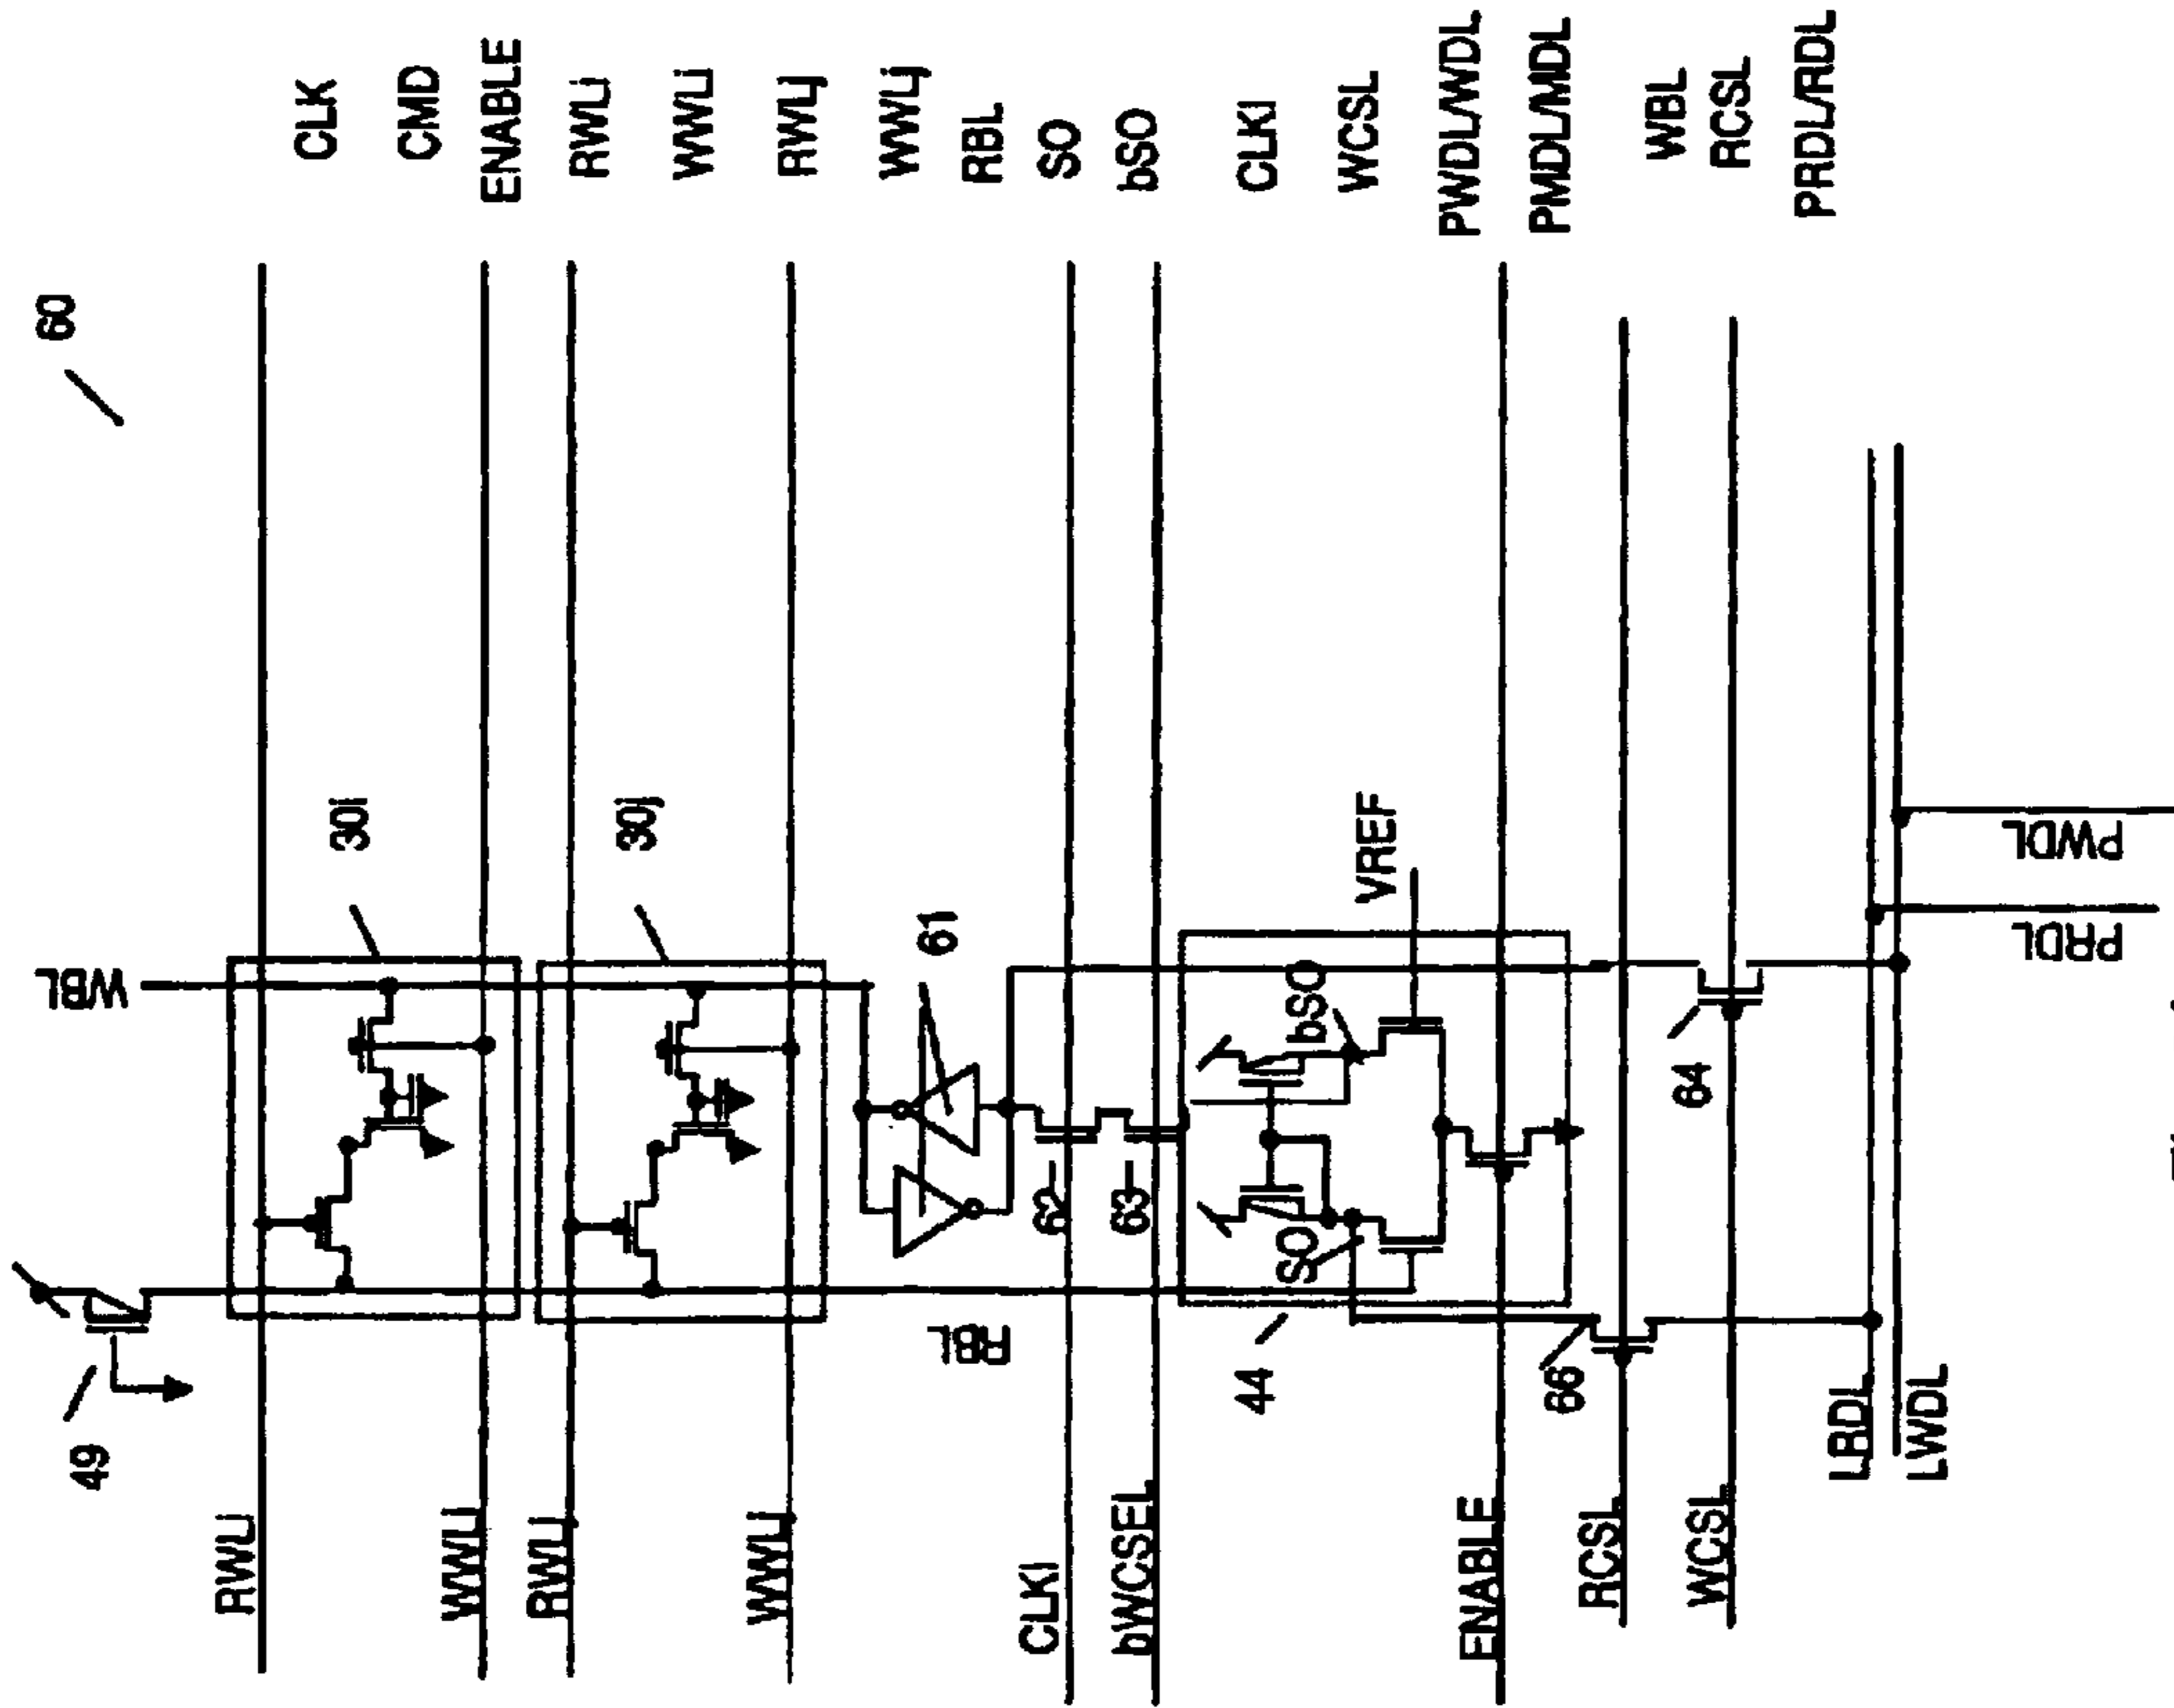 60
CLK
CMD
ENABLE
RWLi
WWLi
RWLj
WWLj
RBL
SO
bSO
CLKI
WCSL
PWDL/WDL
PMDL/MDL
WBL
RCSL
PRDL/RDL
WBL
30i
30j
61
VREF
bSO
SO
62
63
64
66
44
49
RBL
PWDL
PRDL
RWLi
WWLi
RWLj
WWLj
CLKI
bWCSEL
ENABLE
RCSL
WCSL
LRDL
LWDL